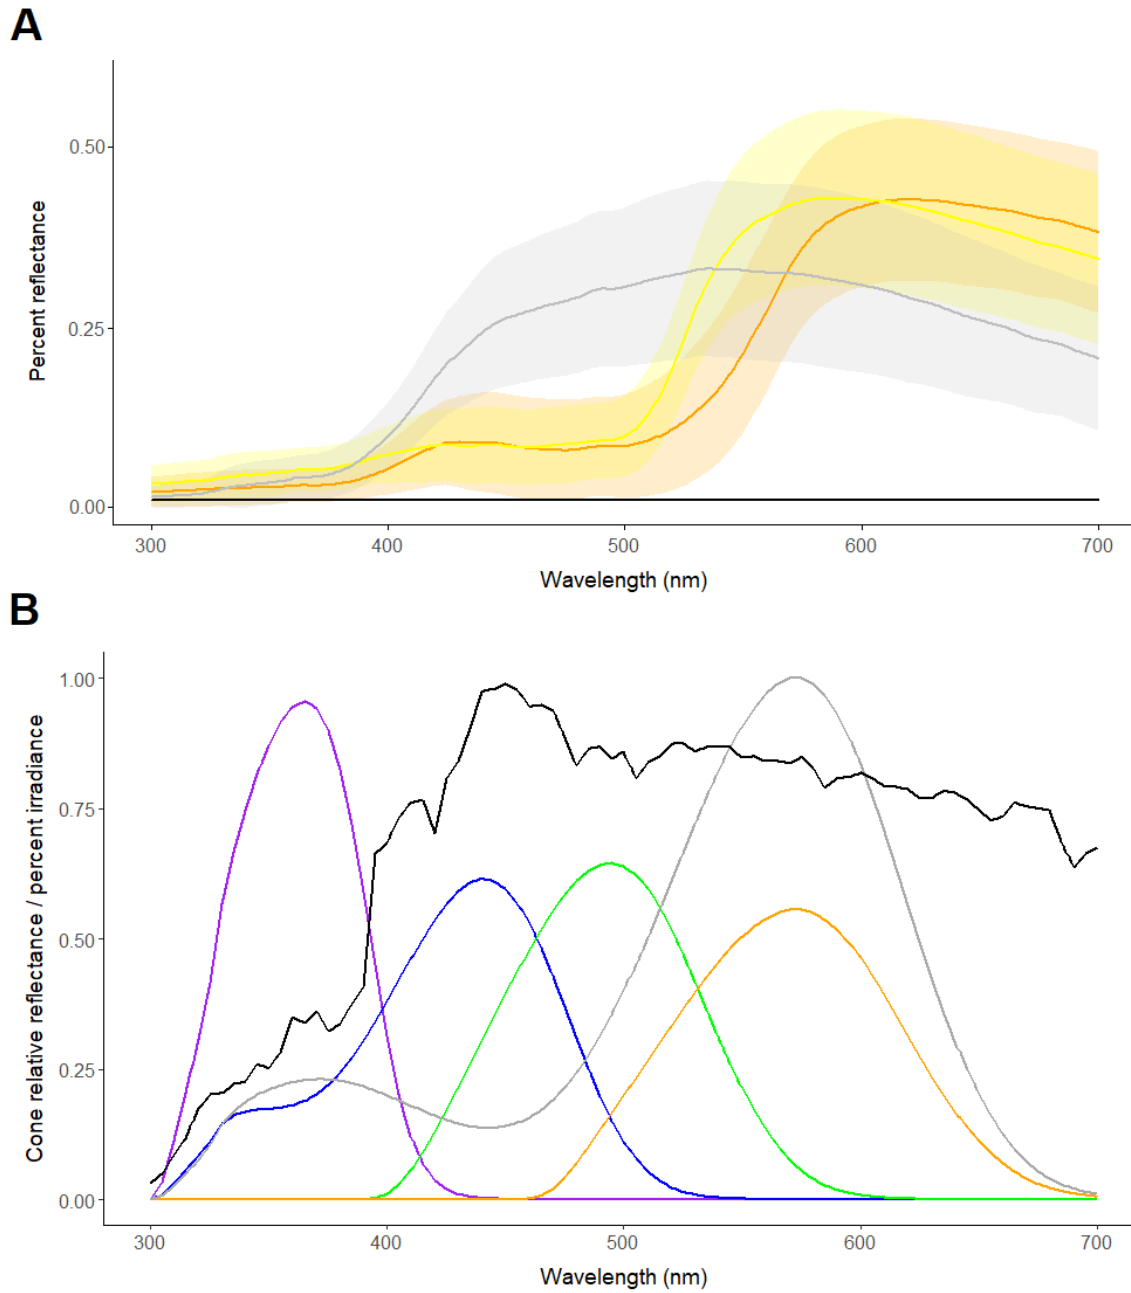 A
Percent reflectance
0.50
0.25
0.00
300 400 500 600 700
Wavelength (nm)
B
Cone relative reflectance / percent irradiance
1.00
0.75
0.50
0.25
0.00
300 400 500 600 700
Wavelength (nm)